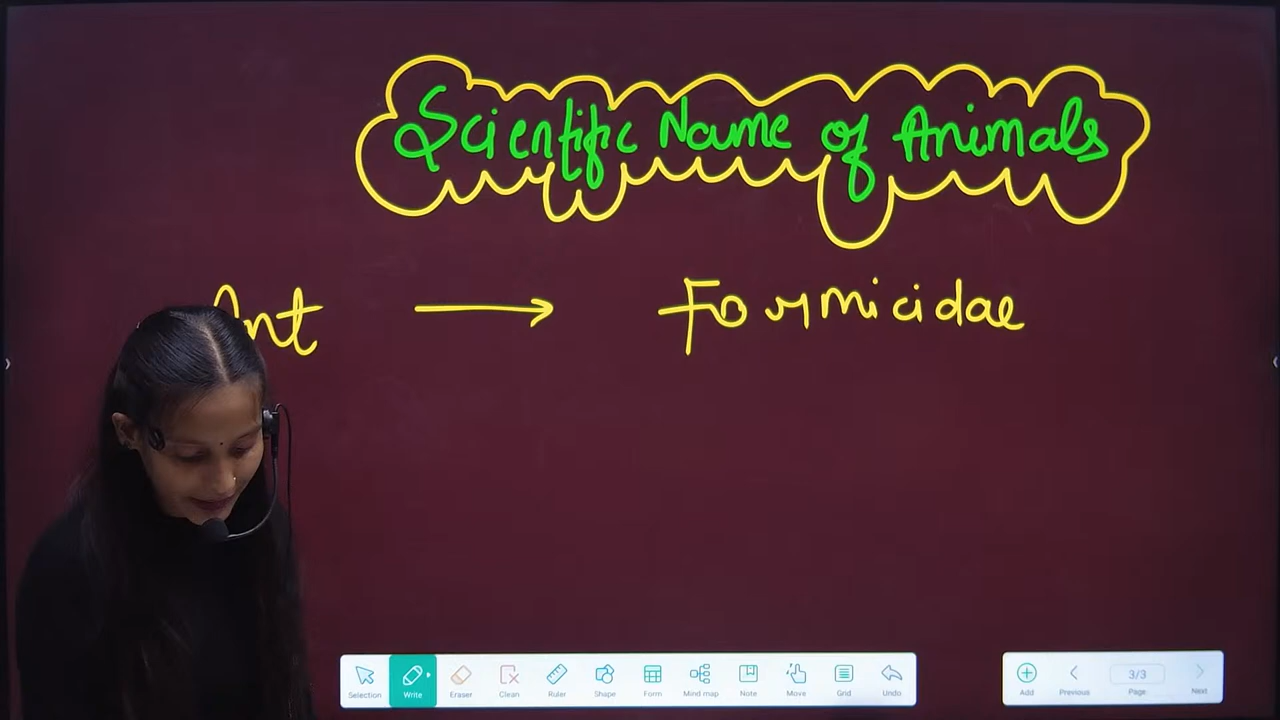 Scientific Name of Animals
Ant → Formicidae
Selection Write Eraser Clean Ruler Shape Form Mind map Note Move Grid Undo
Add Previous 3/3 Page Next